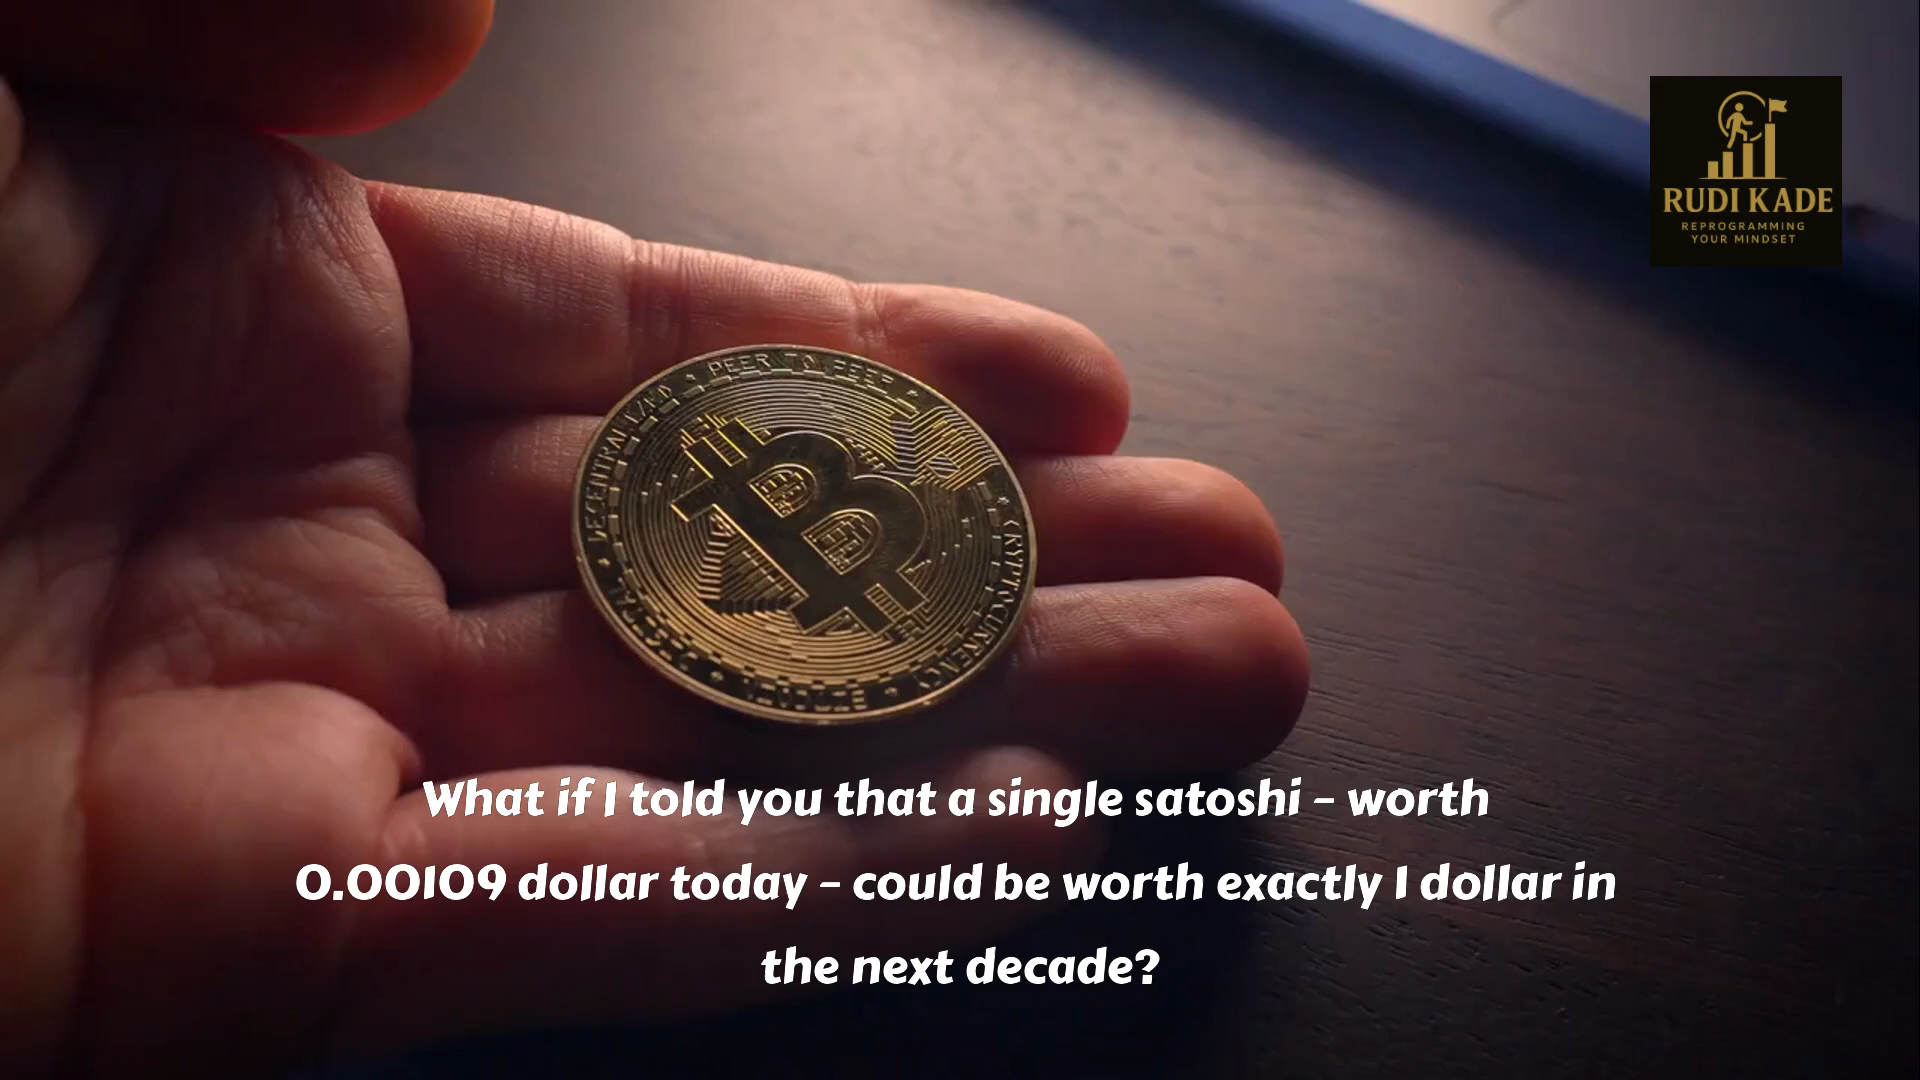 RUDI KADE
REPROGRAMMING
YOUR MINDSET
PEER TO PEER
DECENTRALIZED
CRYPTOCURRENCY
What if I told you that a single satoshi – worth
0.00109 dollar today – could be worth exactly 1 dollar in
the next decade?